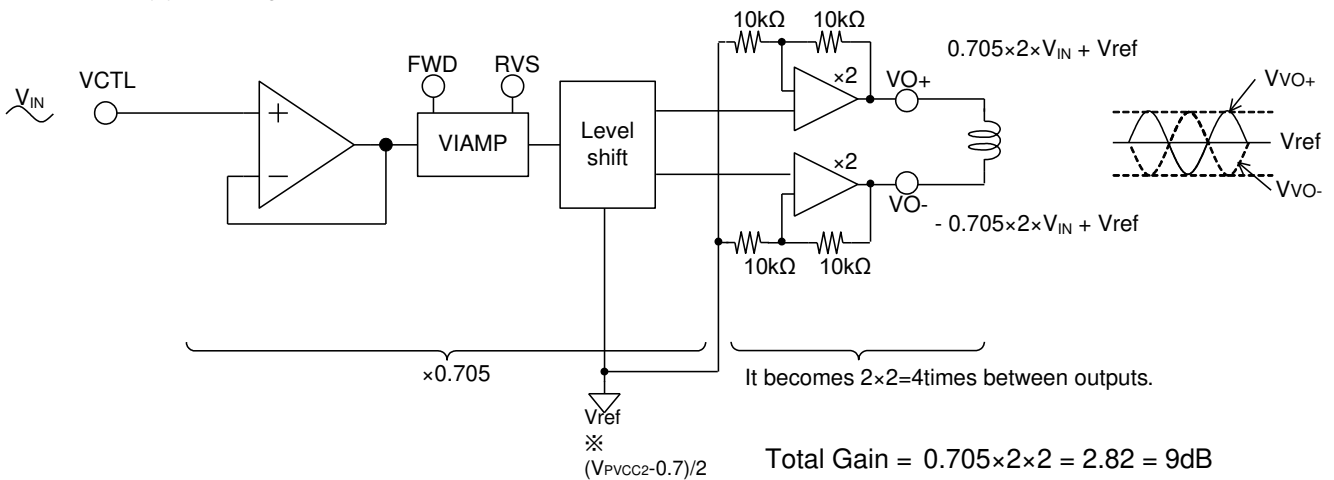 10kΩ 10kΩ
0.705×2×VIN + Vref
VIN
VCTL
FWD RVS
×2
VO+
VVO+
+
−
VIAMP
Level
shift
Vref
×2
VO-
VVO-
- 0.705×2×VIN + Vref
10kΩ 10kΩ
×0.705
It becomes 2×2=4times between outputs.
Vref
※
(VPVCC2-0.7)/2
Total Gain = 0.705×2×2 = 2.82 = 9dB